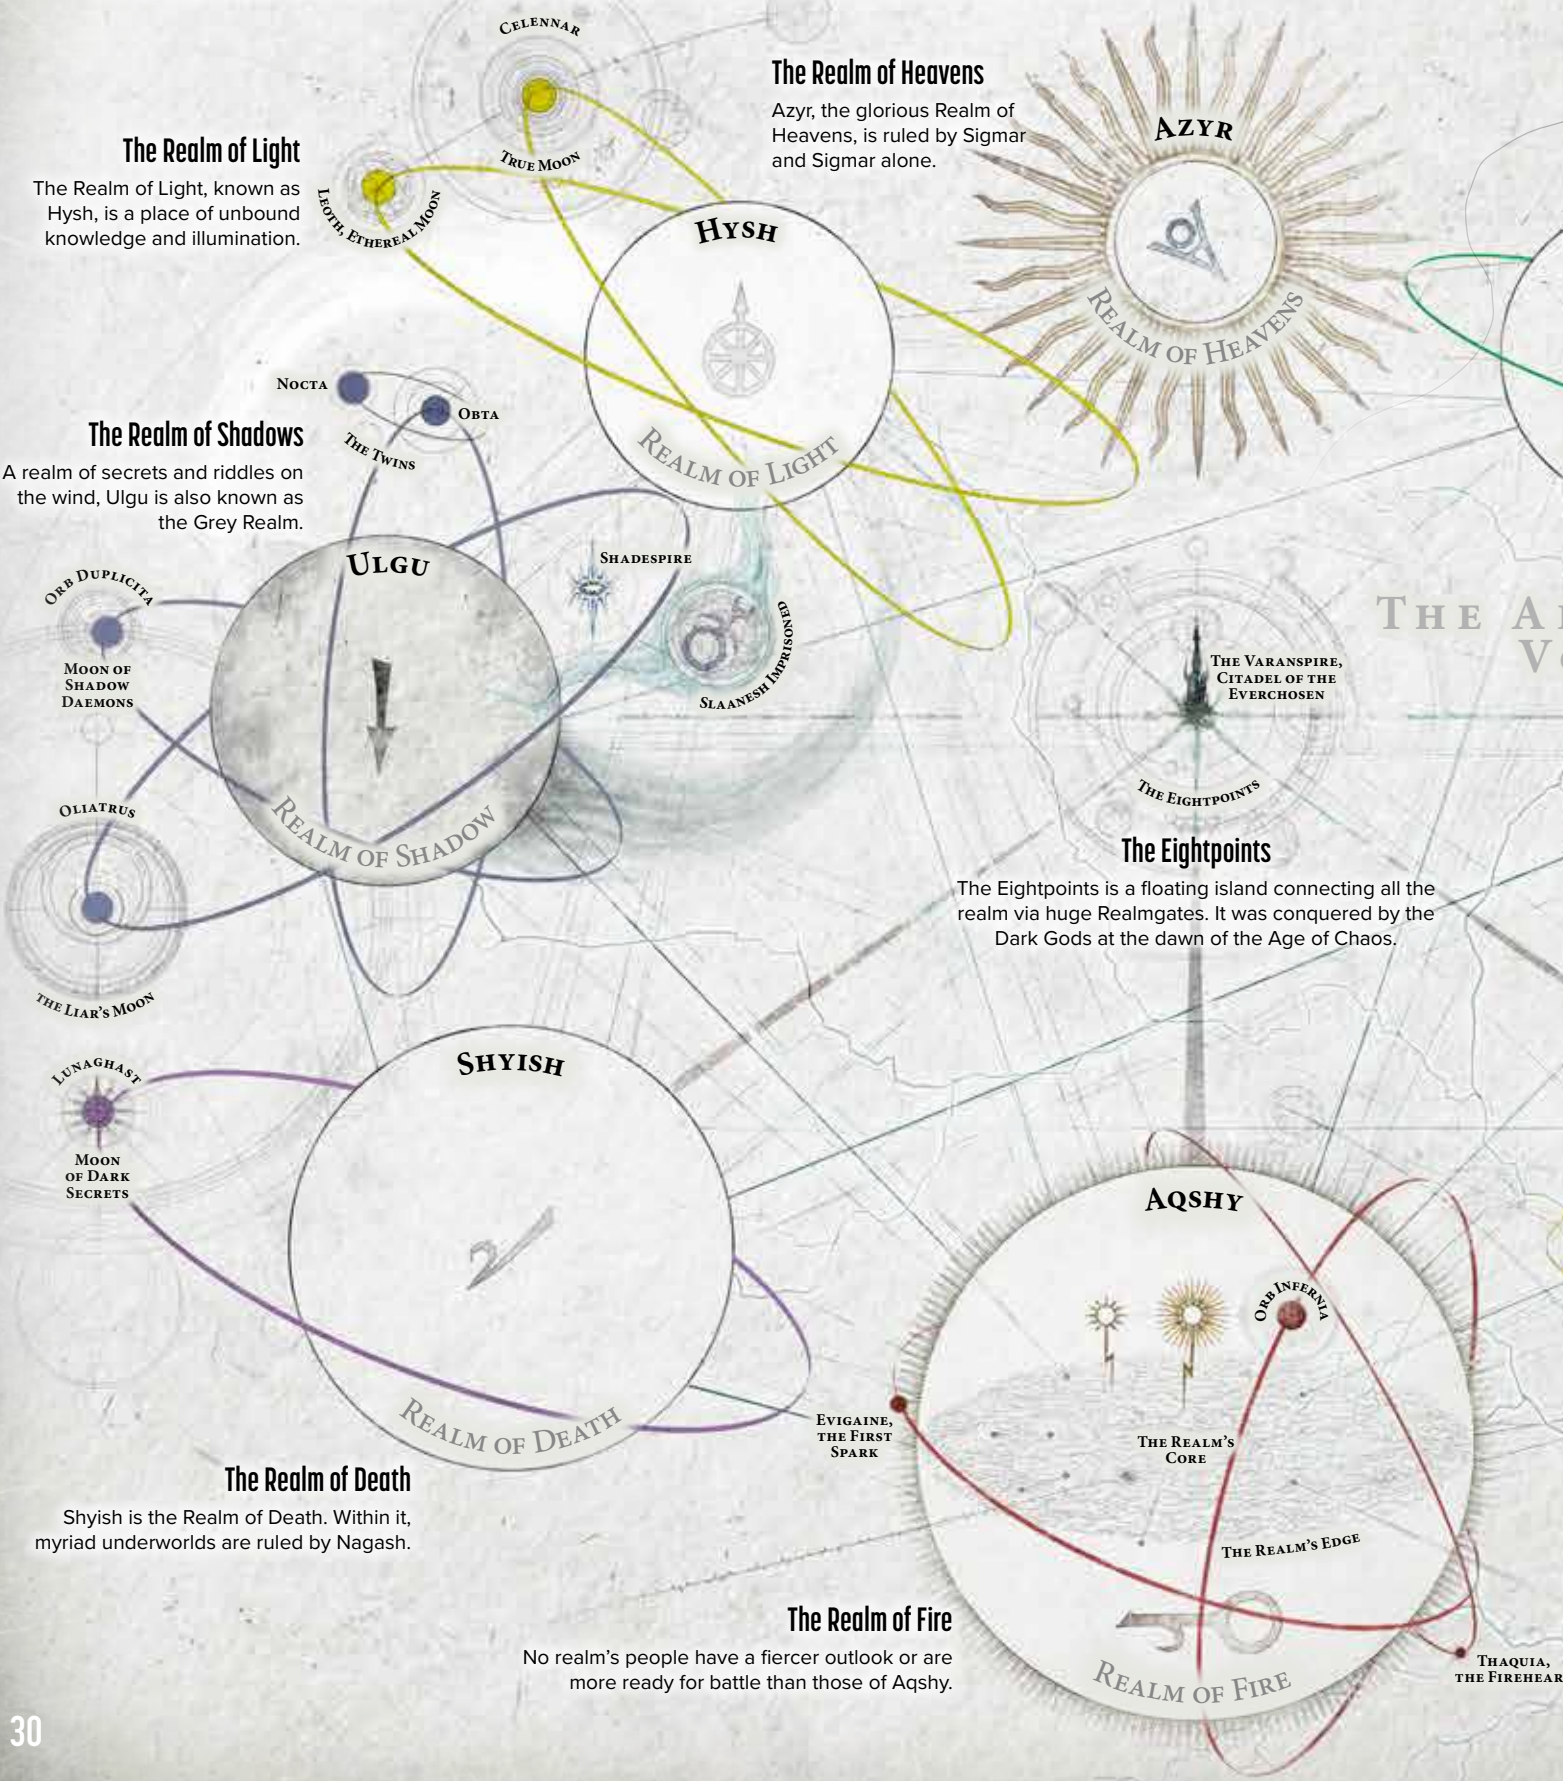 CELENNAR
TRUE MOON
The Realm of Light
The Realm of Light, known as
Hysh, is a place of unbound
knowledge and illumination.
LEOTH, ETHEREAL MOON
HYSH
REALM OF LIGHT
The Realm of Heavens
Azyr, the glorious Realm of
Heavens, is ruled by Sigmar
and Sigmar alone.
AZYR
REALM OF HEAVENS
NOCTA
OBTA
THE TWINS
The Realm of Shadows
A realm of secrets and riddles on
the wind, Ulgu is also known as
the Grey Realm.
ULGU
REALM OF SHADOW
ORB DUPLICITA
MOON OF
SHADOW
DAEMONS
OLIATRUS
THE LIAR'S MOON
SHADESPIRE
SLAANESH IMPRISONED
THE VARANSPIRE,
CITADEL OF THE
EVERCHOSEN
THE EIGHTPOINTS
THE
The Eightpoints
The Eightpoints is a floating island connecting all the
realm via huge Realmgates. It was conquered by the
Dark Gods at the dawn of the Age of Chaos.
LUNAGHAST
MOON
OF DARK
SECRETS
SHYISH
REALM OF DEATH
The Realm of Death
Shyish is the Realm of Death. Within it,
myriad underworlds are ruled by Nagash.
AQSHY
ORB INFERNIA
EVIGAINE,
THE FIRST
SPARK
THE REALM'S
CORE
THE REALM'S EDGE
REALM OF FIRE
THAQUIA,
THE FIREHEAR
The Realm of Fire
No realm's people have a fiercer outlook or are
more ready for battle than those of Aqshy.
30